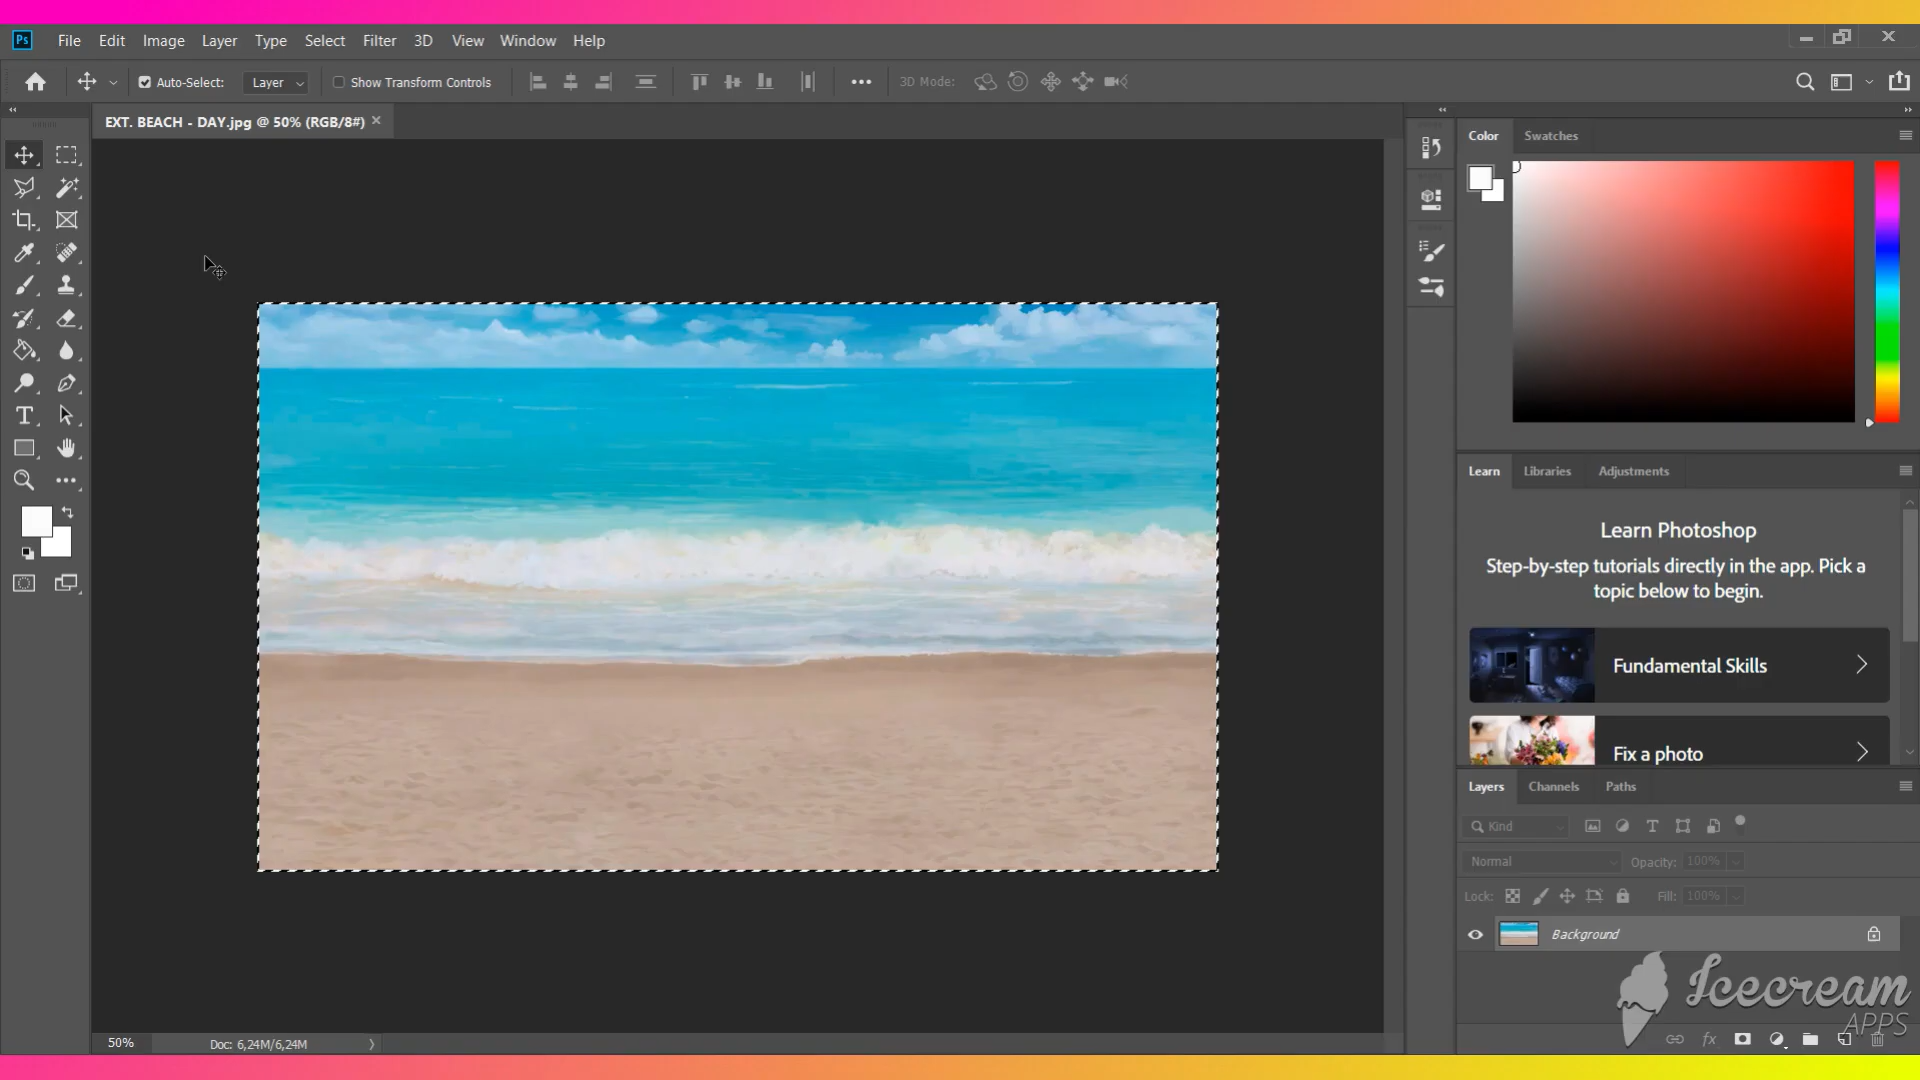 Ps File Edit Image Layer Type Select Filter 3D View Window Help
Auto-Select: Layer Show Transform Controls 3D Mode:
EXT. BEACH - DAY.jpg @ 50% (RGB/8#)
Color Swatches
Learn Libraries Adjustments
Learn Photoshop
Step-by-step tutorials directly in the app. Pick a
topic below to begin.
Fundamental Skills
Fix a photo
Layers Channels Paths
Kind
Normal Opacity: 100%
Lock: Fill: 100%
Background
Icecream
APPS
fx
50% Doc: 6,24M/6,24M